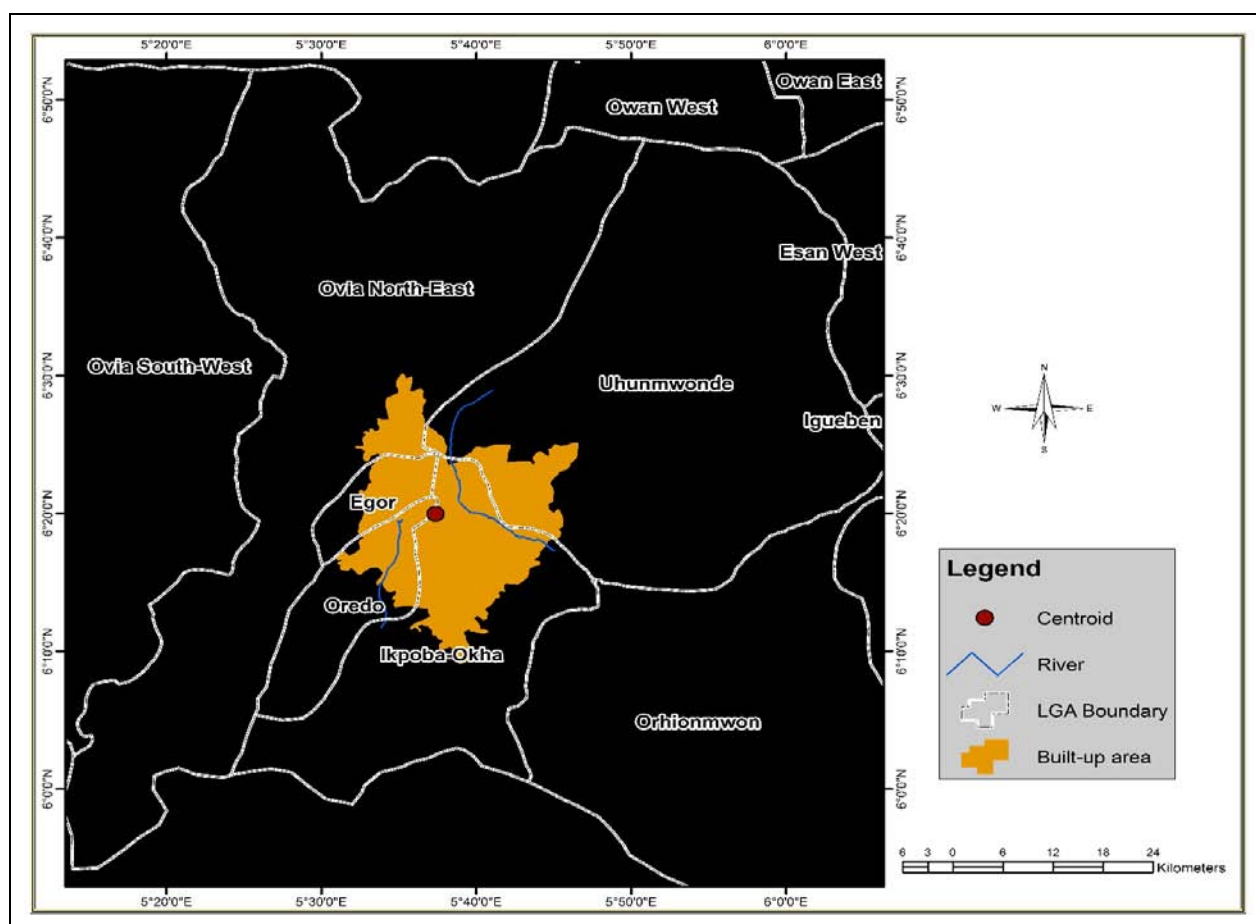 5°20'0"E 5°30'0"E 5°40'0"E 5°50'0"E 6°0'0"E
6°50'0"N
6°50'0"N
Owan East
Owan West
6°40'0"N
6°40'0"N
Esan West
Ovia North-East
6°30'0"N
6°30'0"N
Ovia South-West
Uhunmwonde
Igueben
N
W E
S
6°20'0"N
6°20'0"N
Egor
Oredo
Ikpoba-Okha
6°10'0"N
6°10'0"N
Orhionmwon
6°0'0"N
6°0'0"N
5°20'0"E 5°30'0"E 5°40'0"E 5°50'0"E 6°0'0"E
Legend
Centroid
River
LGA Boundary
Built-up area
6 3 0 6 12 18 24
Kilometers